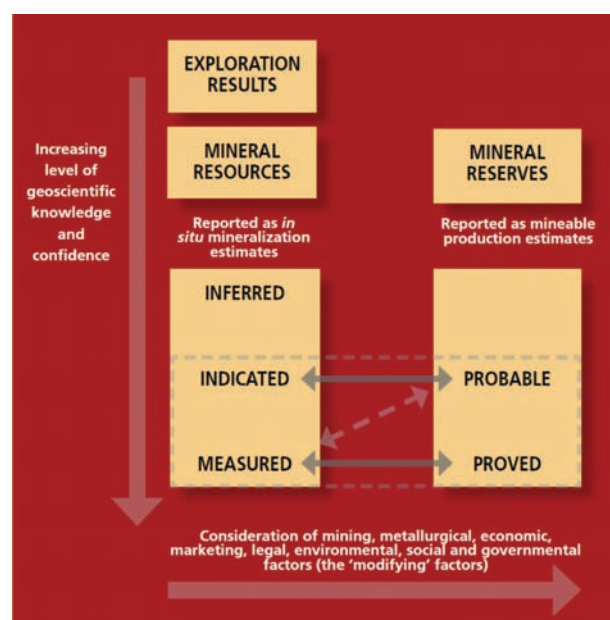 EXPLORATION
RESULTS
Increasing
level of
geoscientific
knowledge
and
confidence
MINERAL
RESOURCES
MINERAL
RESERVES
Reported as in
situ mineralization
estimates
Reported as mineable
production estimates
INFERRED
INDICATED
PROBABLE
MEASURED
PROVED
Consideration of mining, metallurgical, economic,
marketing, legal, environmental, social and governmental
factors (the ‘modifying’ factors)